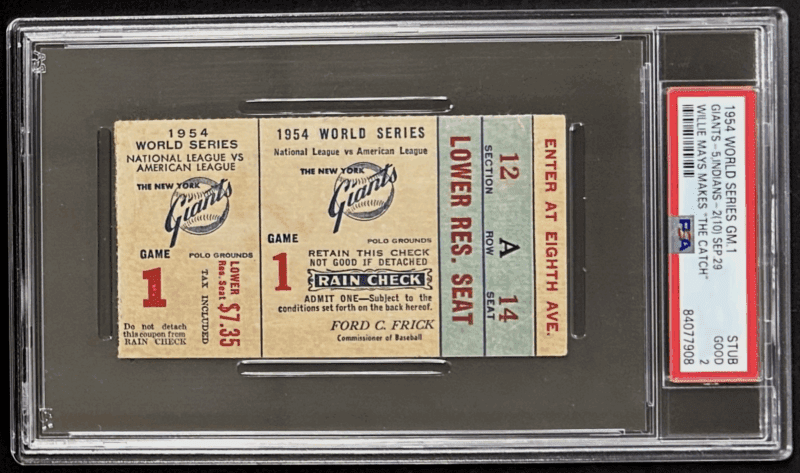 1954
WORLD SERIES
NATIONAL LEAGUE VS
AMERICAN LEAGUE
THE NEW YORK
Giants
GAME
POLO GROUNDS
1
LOWER
Res. Seat $7.35
TAX INCLUDED
Do not detach
this coupon from
RAIN CHECK
1954 WORLD SERIES
National League vs American League
THE NEW YORK
Giants
GAME
POLO GROUNDS
1
RETAIN THIS CHECK
NOT GOOD IF DETACHED
RAIN CHECK
ADMIT ONE—Subject to the
conditions set forth on the back hereof.
FORD C. FRICK
Commissioner of Baseball
LOWER RES. SEAT
12 A 14
SECTION ROW SEAT
ENTER AT EIGHTH AVE.
1954 WORLD SERIES GM.1
GIANTS-5,INDIANS-2(10) SEP.29
WILLIE MAYS MAKES "THE CATCH"
STUB
GOOD
2
PSA
84077908